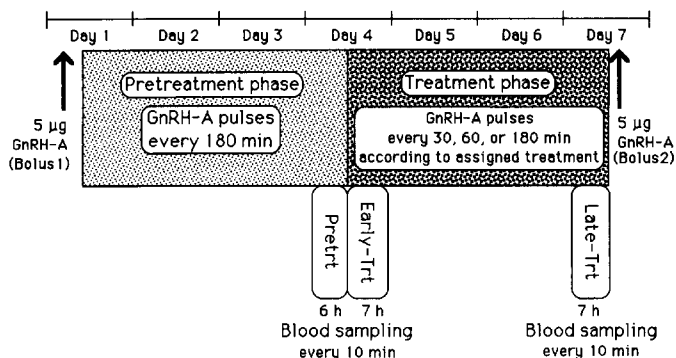 Day 1 Day 2 Day 3 Day 4 Day 5 Day 6 Day 7
Pretreatment phase
GnRH-A pulses
every 180 min
Treatment phase
GnRH-A pulses
every 30, 60, or 180 min
according to assigned treatment
5 µg
GnRH-A
(Bolus1)
5 µg
GnRH-A
(Bolus2)
Pretrt
Early-Trt
Late-Trt
6 h 7 h
Blood sampling
every 10 min
7 h
Blood sampling
every 10 min